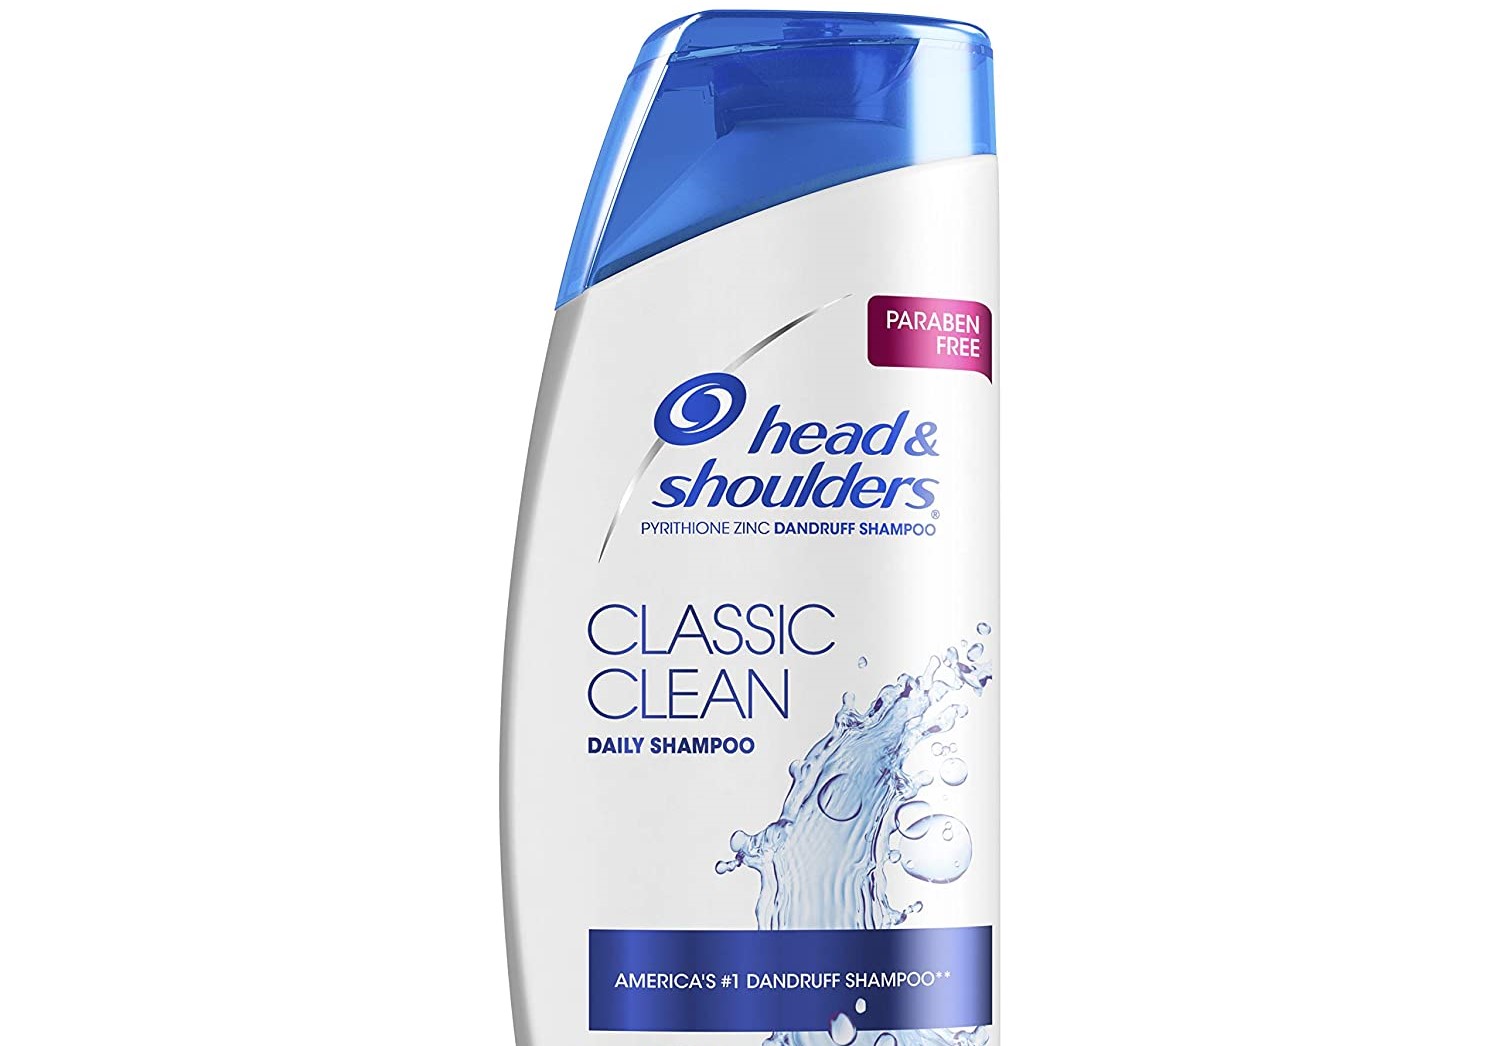 PARABEN
FREE
head &
shoulders®
PYRITHIONE ZINC DANDRUFF SHAMPOO
CLASSIC
CLEAN
DAILY SHAMPOO
AMERICA'S #1 DANDRUFF SHAMPOO**